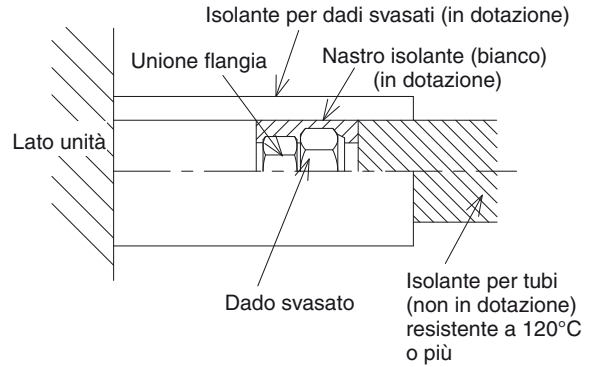 Isolante per dadi svasati (in dotazione)
Unione flangia
Nastro isolante (bianco)
(in dotazione)
Lato unità
Dado svasato
Isolante per tubi
(non in dotazione)
resistente a 120°C
o più